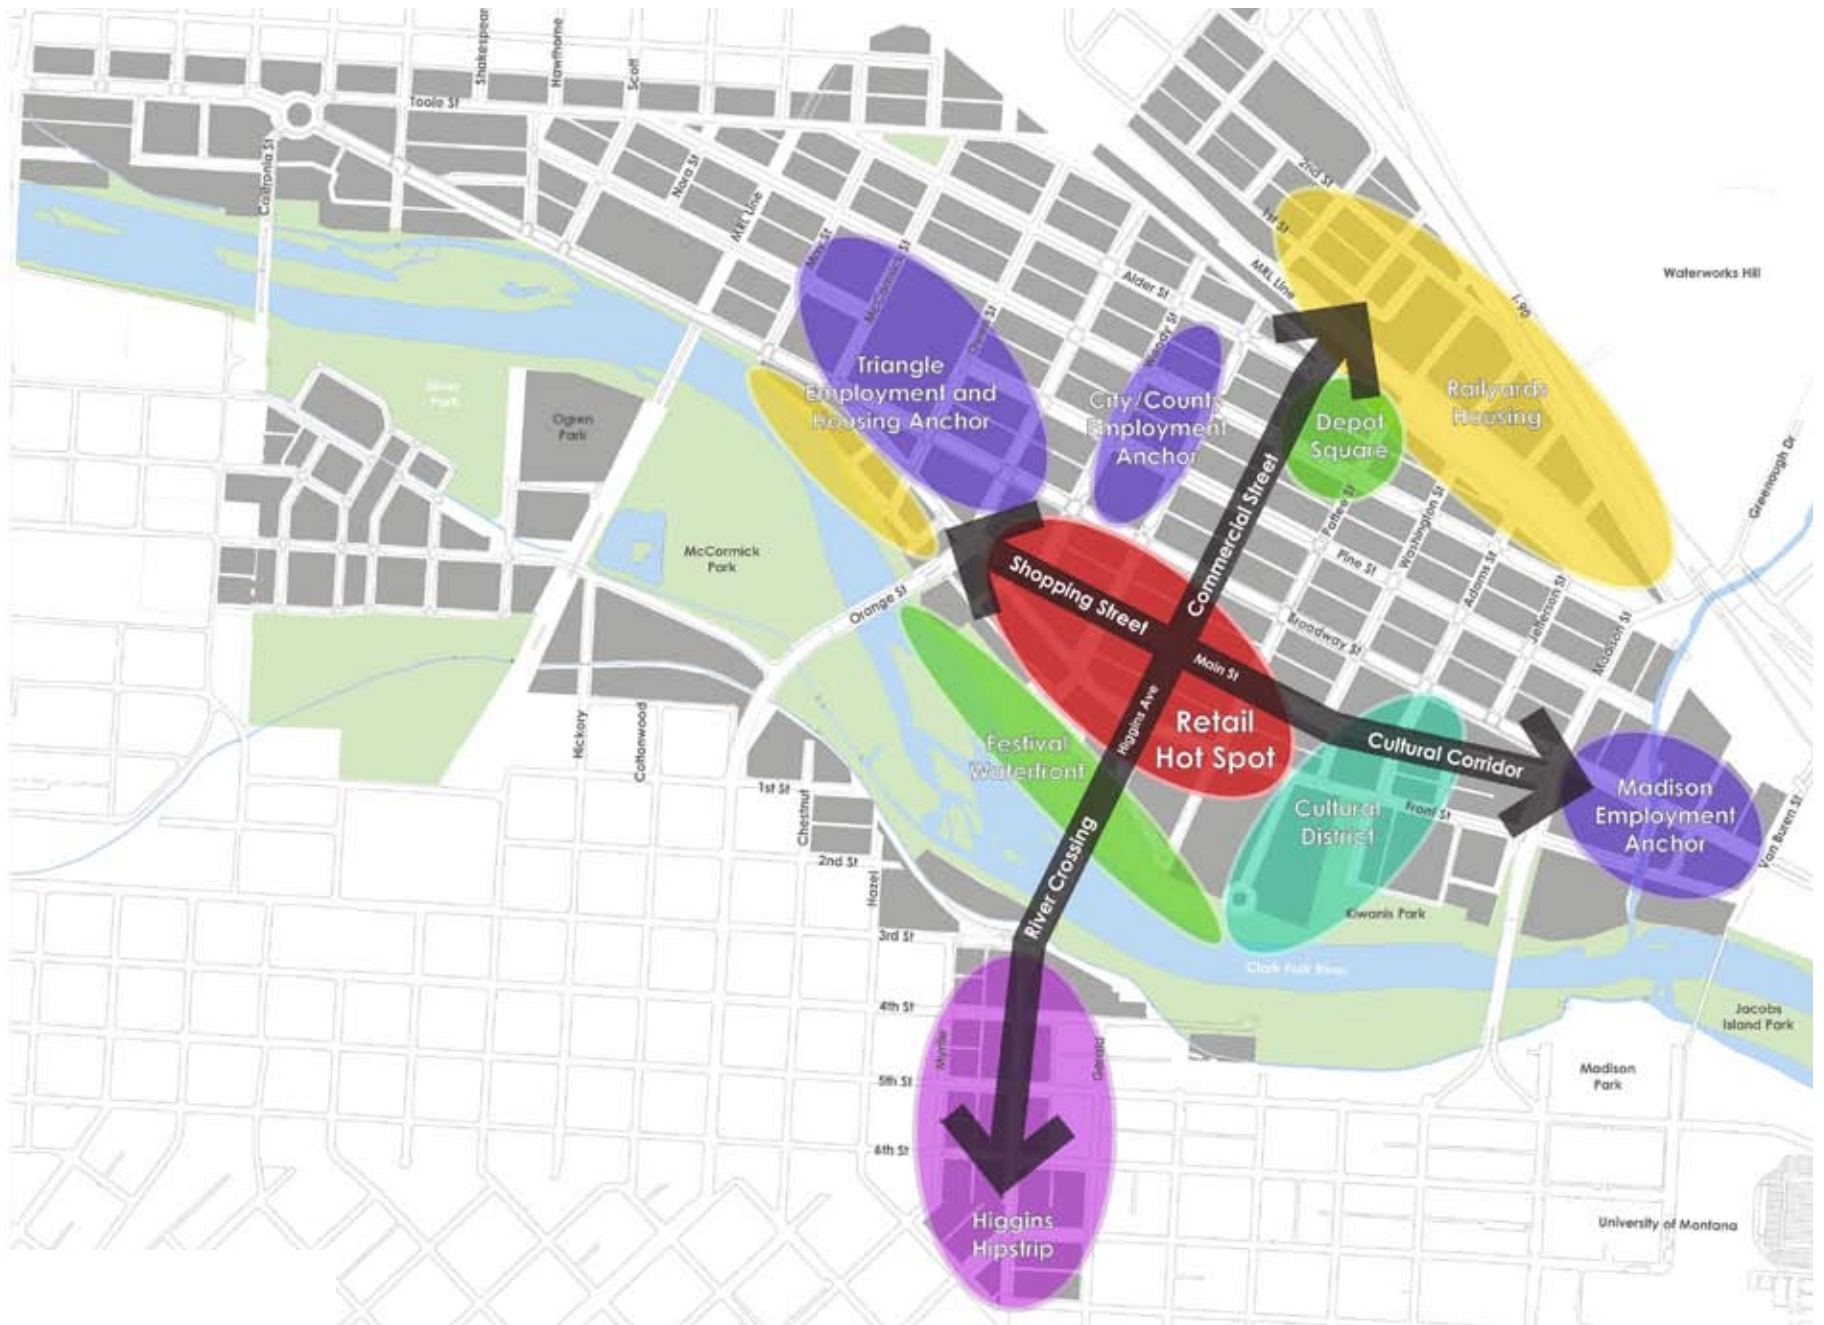 Shakespear
Hawthorne
Scott
Toole St
California St
Nora St
MRL Line
May St
McCormick St
Owen St
Alder St
Woody St
2nd St
1st St
MRL Line
I-90
Waterworks Hill
Greenough Dr
River
Park
Ogren
Park
McCormick
Park
Triangle
Employment and
Housing Anchor
City/County
Employment
Anchor
Depot
Square
Railyards
Housing
Commercial Street
Shopping Street
Orange St
Pattee St
Washington St
Pine St
Adams St
Jefferson St
Madison St
Broadway St
Main St
Higgins Ave
Retail
Hot Spot
Cultural Corridor
Festival
Waterfront
Cultural
District
Front St
Madison
Employment
Anchor
Van Buren St
Hickory
Cottonwood
1st St
Chestnut
2nd St
Hazel
3rd St
River Crossing
Kiwanis Park
Clark Fork River
4th St
Myrtle
Gerald
5th St
6th St
Jacobs
Island Park
Madison
Park
Higgins
Hipstrip
University of Montana